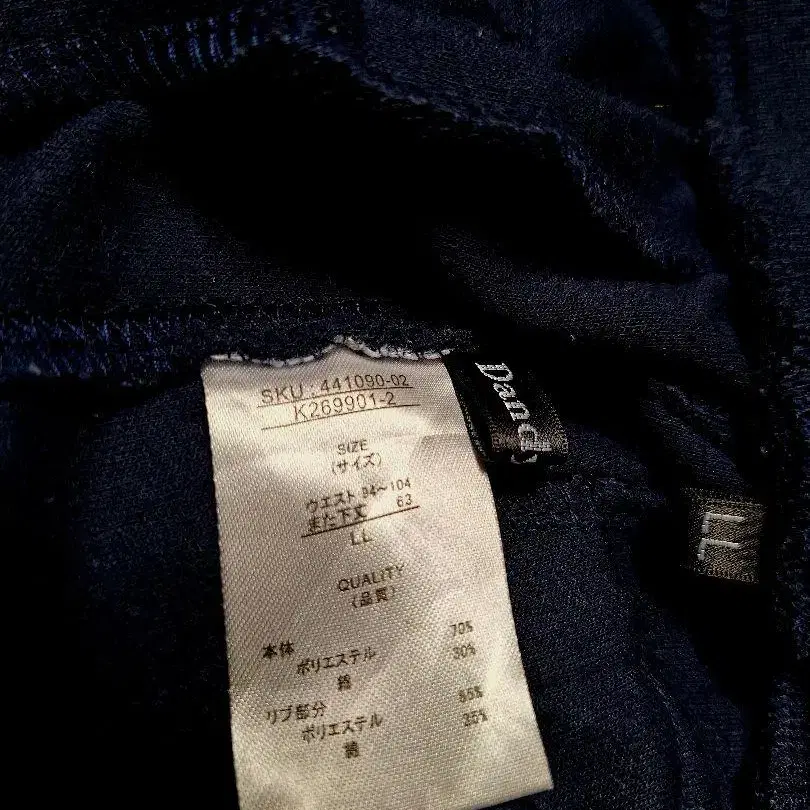 SKU : 441090-02
K269901-2
SIZE
(サイズ)
ウエスト 94~104
また下丈 63
LL
QUALITY
(品質)
本体
ポリエステル 70%
綿 30%
リブ部分
ポリエステル 65%
綿 35%
Dandy
LL